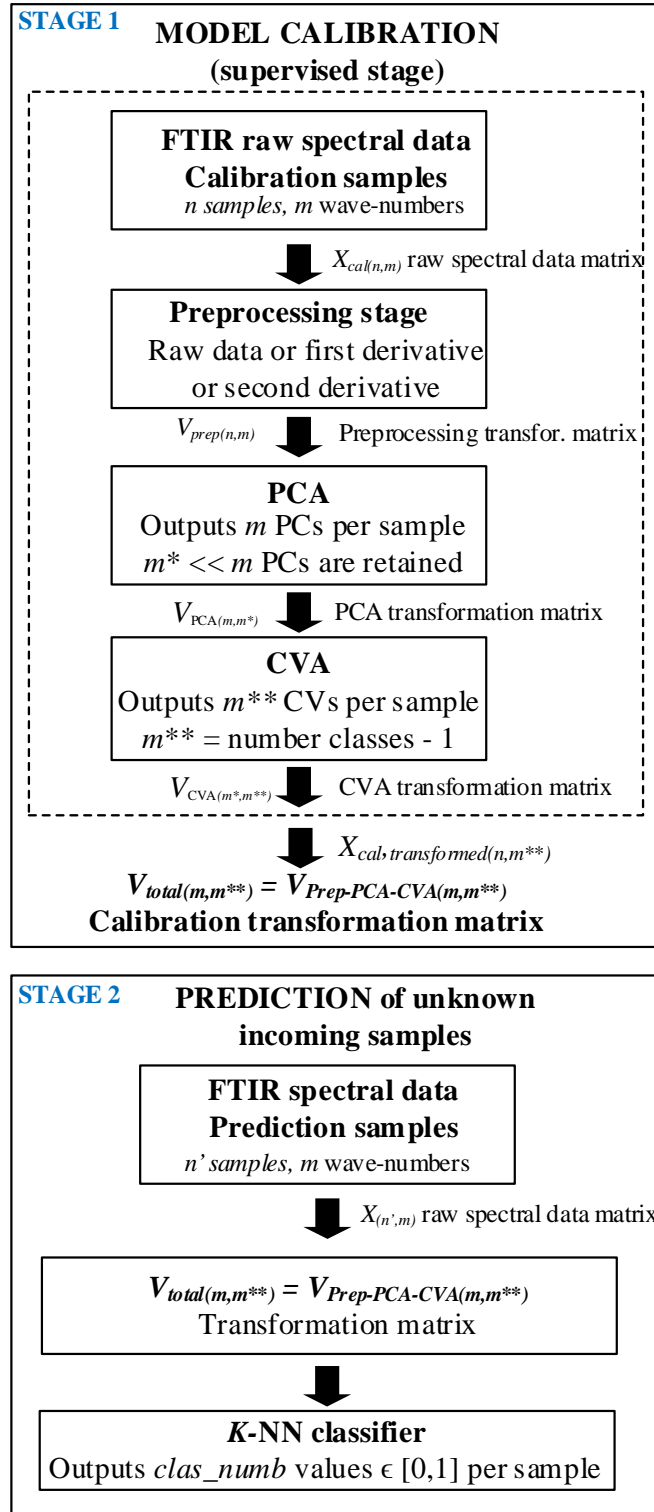 STAGE 1
MODEL CALIBRATION
(supervised stage)
FTIR raw spectral data
Calibration samples
n samples, m wave-numbers
Xcal(n,m) raw spectral data matrix
Preprocessing stage
Raw data or first derivative
or second derivative
Vprep(n,m) Preprocessing transfor. matrix
PCA
Outputs m PCs per sample
m* << m PCs are retained
VPCA(m,m*) PCA transformation matrix
CVA
Outputs m** CVs per sample
m** = number classes - 1
VCVA(m*,m**) CVA transformation matrix
Xcal,transformed(n,m**)
Vtotal(m,m**) = VPrep-PCA-CVA(m,m**)
Calibration transformation matrix
STAGE 2
PREDICTION of unknown
incoming samples
FTIR spectral data
Prediction samples
n' samples, m wave-numbers
X(n',m) raw spectral data matrix
Vtotal(m,m**) = VPrep-PCA-CVA(m,m**)
Transformation matrix
K-NN classifier
Outputs clas_numb values ϵ [0,1] per sample